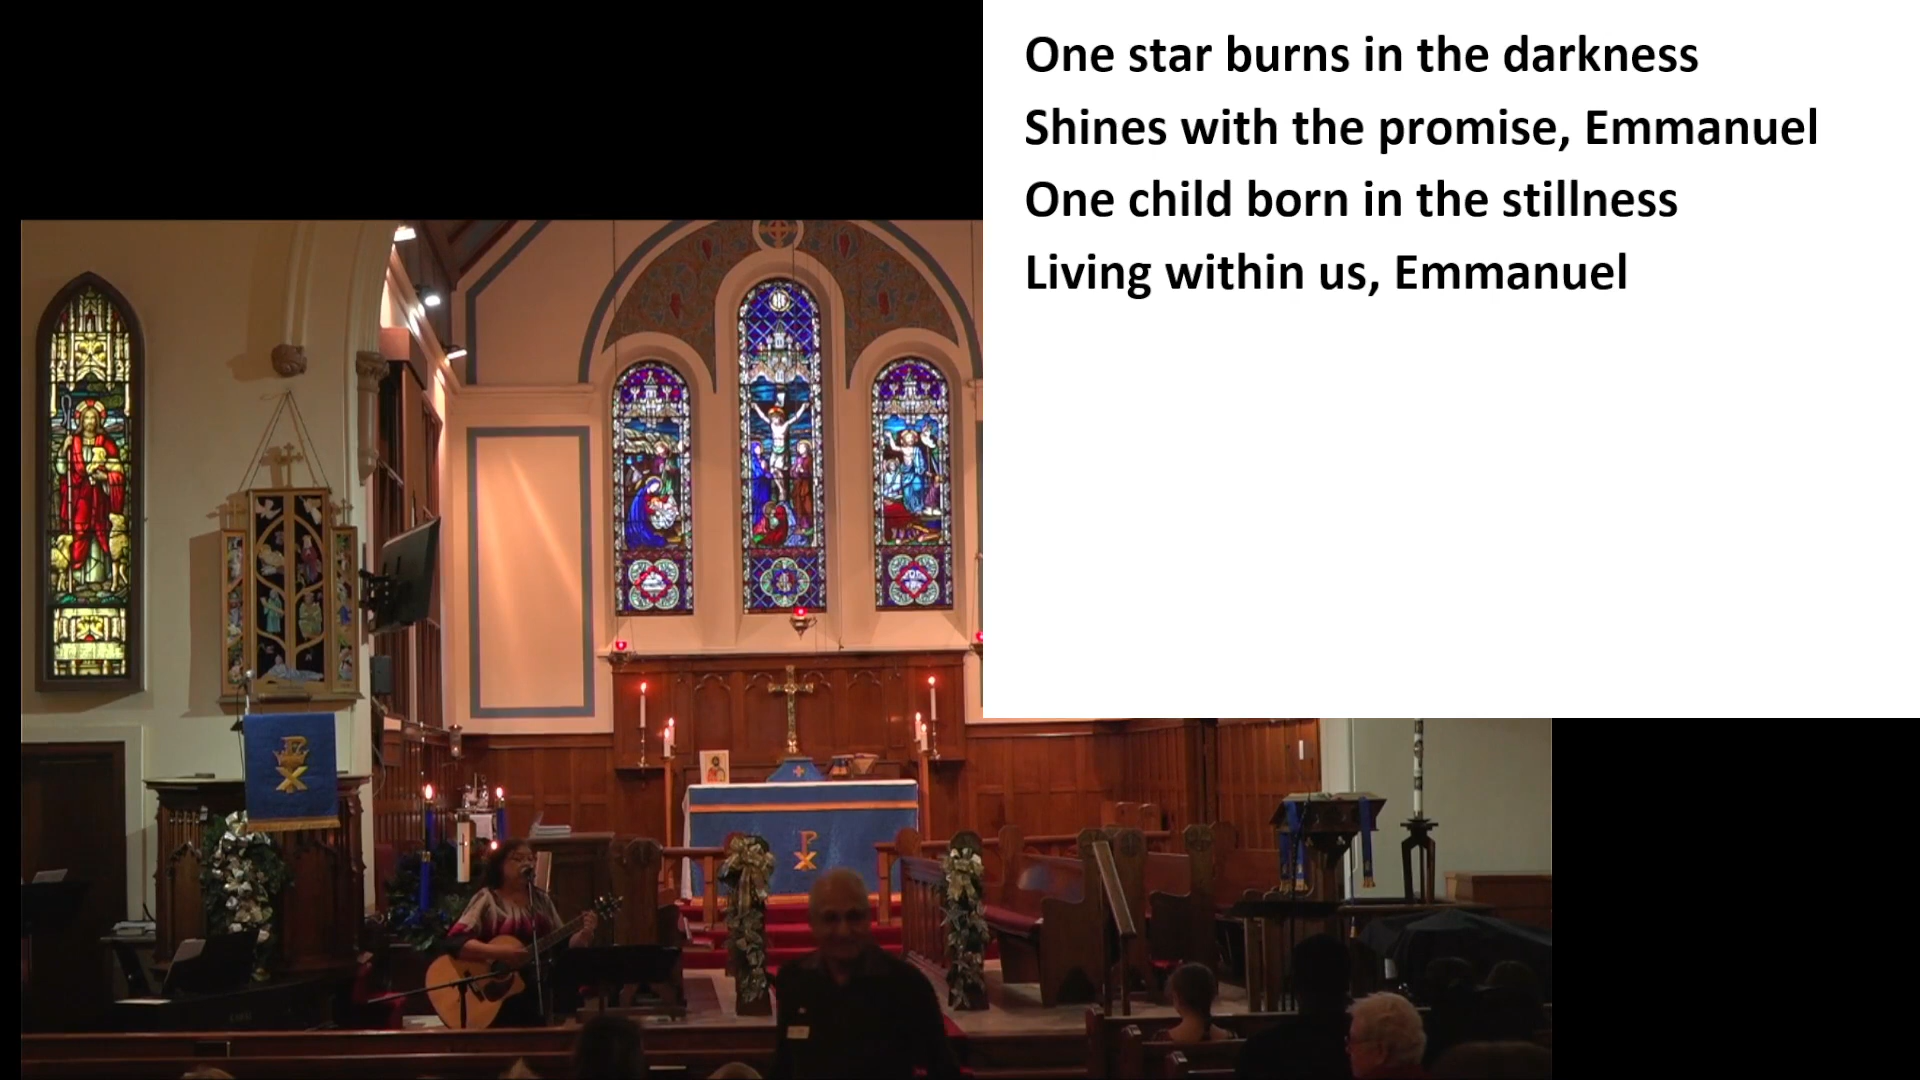 One star burns in the darkness
Shines with the promise, Emmanuel
One child born in the stillness
Living within us, Emmanuel